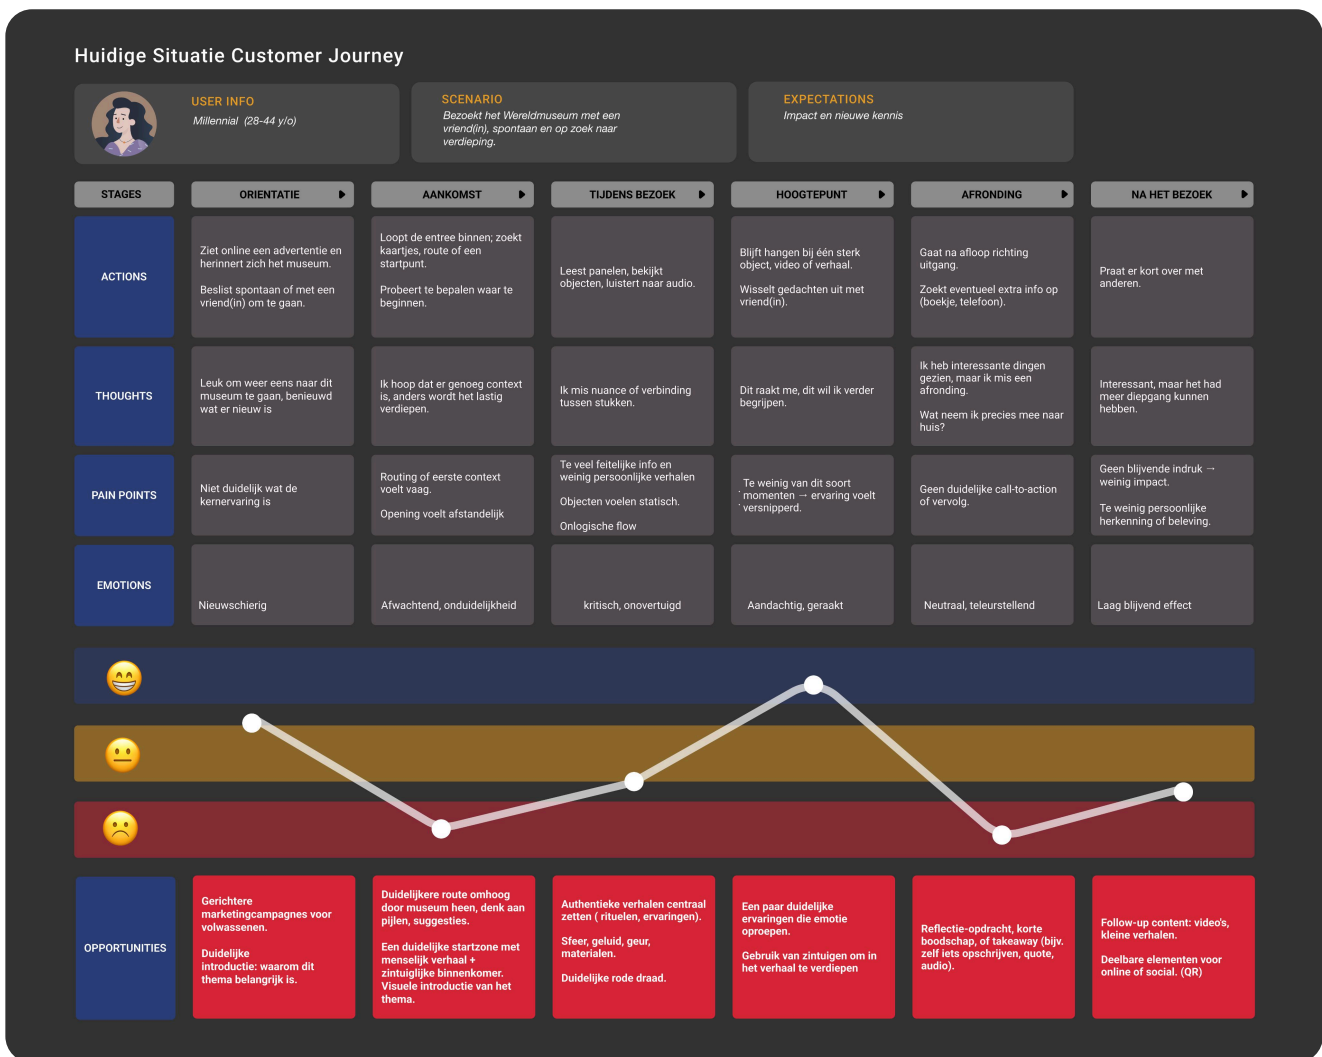 Huidige Situatie Customer Journey
USER INFO
Millennial (28-44 y/o)
SCENARIO
Bezoekt het Wereldmuseum met een
vriend(in), spontaan en op zoek naar
verdieping.
EXPECTATIONS
Impact en nieuwe kennis
STAGES
ORIENTATIE
AANKOMST
TIJDENS BEZOEK
HOOGTEPUNT
AFRONDING
NA HET BEZOEK
ACTIONS
Ziet online een advertentie en
herinnert zich het museum.
Beslist spontaan of met een
vriend(in) om te gaan.
Loopt de entree binnen; zoekt
kaartjes, route of een
startpunt.
Probeert te bepalen waar te
beginnen.
Leest panelen, bekijkt
objecten, luistert naar audio.
Blijft hangen bij één sterk
object, video of verhaal.
Wisselt gedachten uit met
vriend(in).
Gaat na afloop richting
uitgang.
Zoekt eventueel extra info op
(boekje, telefoon).
Praat er kort over met
anderen.
THOUGHTS
Leuk om weer eens naar dit
museum te gaan, benieuwd
wat er nieuw is
Ik hoop dat er genoeg context
is, anders wordt het lastig
verdiepen.
Ik mis nuance of verbinding
tussen stukken.
Dit raakt me, dit wil ik verder
begrijpen.
Ik heb interessante dingen
gezien, maar ik mis een
afronding.
Wat neem ik precies mee naar
huis?
Interessant, maar het had
meer diepgang kunnen
hebben.
PAIN POINTS
Niet duidelijk wat de
kernervaring is
Routing of eerste context
voelt vaag.
Opening voelt afstandelijk
Te veel feitelijke info en
weinig persoonlijke verhalen
Objecten voelen statisch.
Onlogische flow
Te weinig van dit soort
momenten → ervaring voelt
versnipperd.
Geen duidelijke call-to-action
of vervolg.
Geen blijvende indruk →
weinig impact.
Te weinig persoonlijke
herkenning of beleving.
EMOTIONS
Nieuwschierig
Afwachtend, onduidelijkheid
kritisch, onovertuigd
Aandachtig, geraakt
Neutraal, teleurstellend
Laag blijvend effect
OPPORTUNITIES
Gerichtere
marketingcampagnes voor
volwassenen.
Duidelijke
introductie: waarom dit
thema belangrijk is.
Duidelijkere route omhoog
door museum heen, denk aan
pijlen, suggesties.
Een duidelijke startzone met
menselijk verhaal +
zintuiglijke binnenkomer.
Visuele introductie van het
thema.
Authentieke verhalen centraal
zetten ( rituelen, ervaringen).
Sfeer, geluid, geur,
materialen.
Duidelijke rode draad.
Een paar duidelijke
ervaringen die emotie
oproepen.
Gebruik van zintuigen om in
het verhaal te verdiepen
Reflectie-opdracht, korte
boodschap, of takeaway (bijv.
zelf iets opschrijven, quote,
audio).
Follow-up content: video's,
kleine verhalen.
Deelbare elementen voor
online of social. (QR)